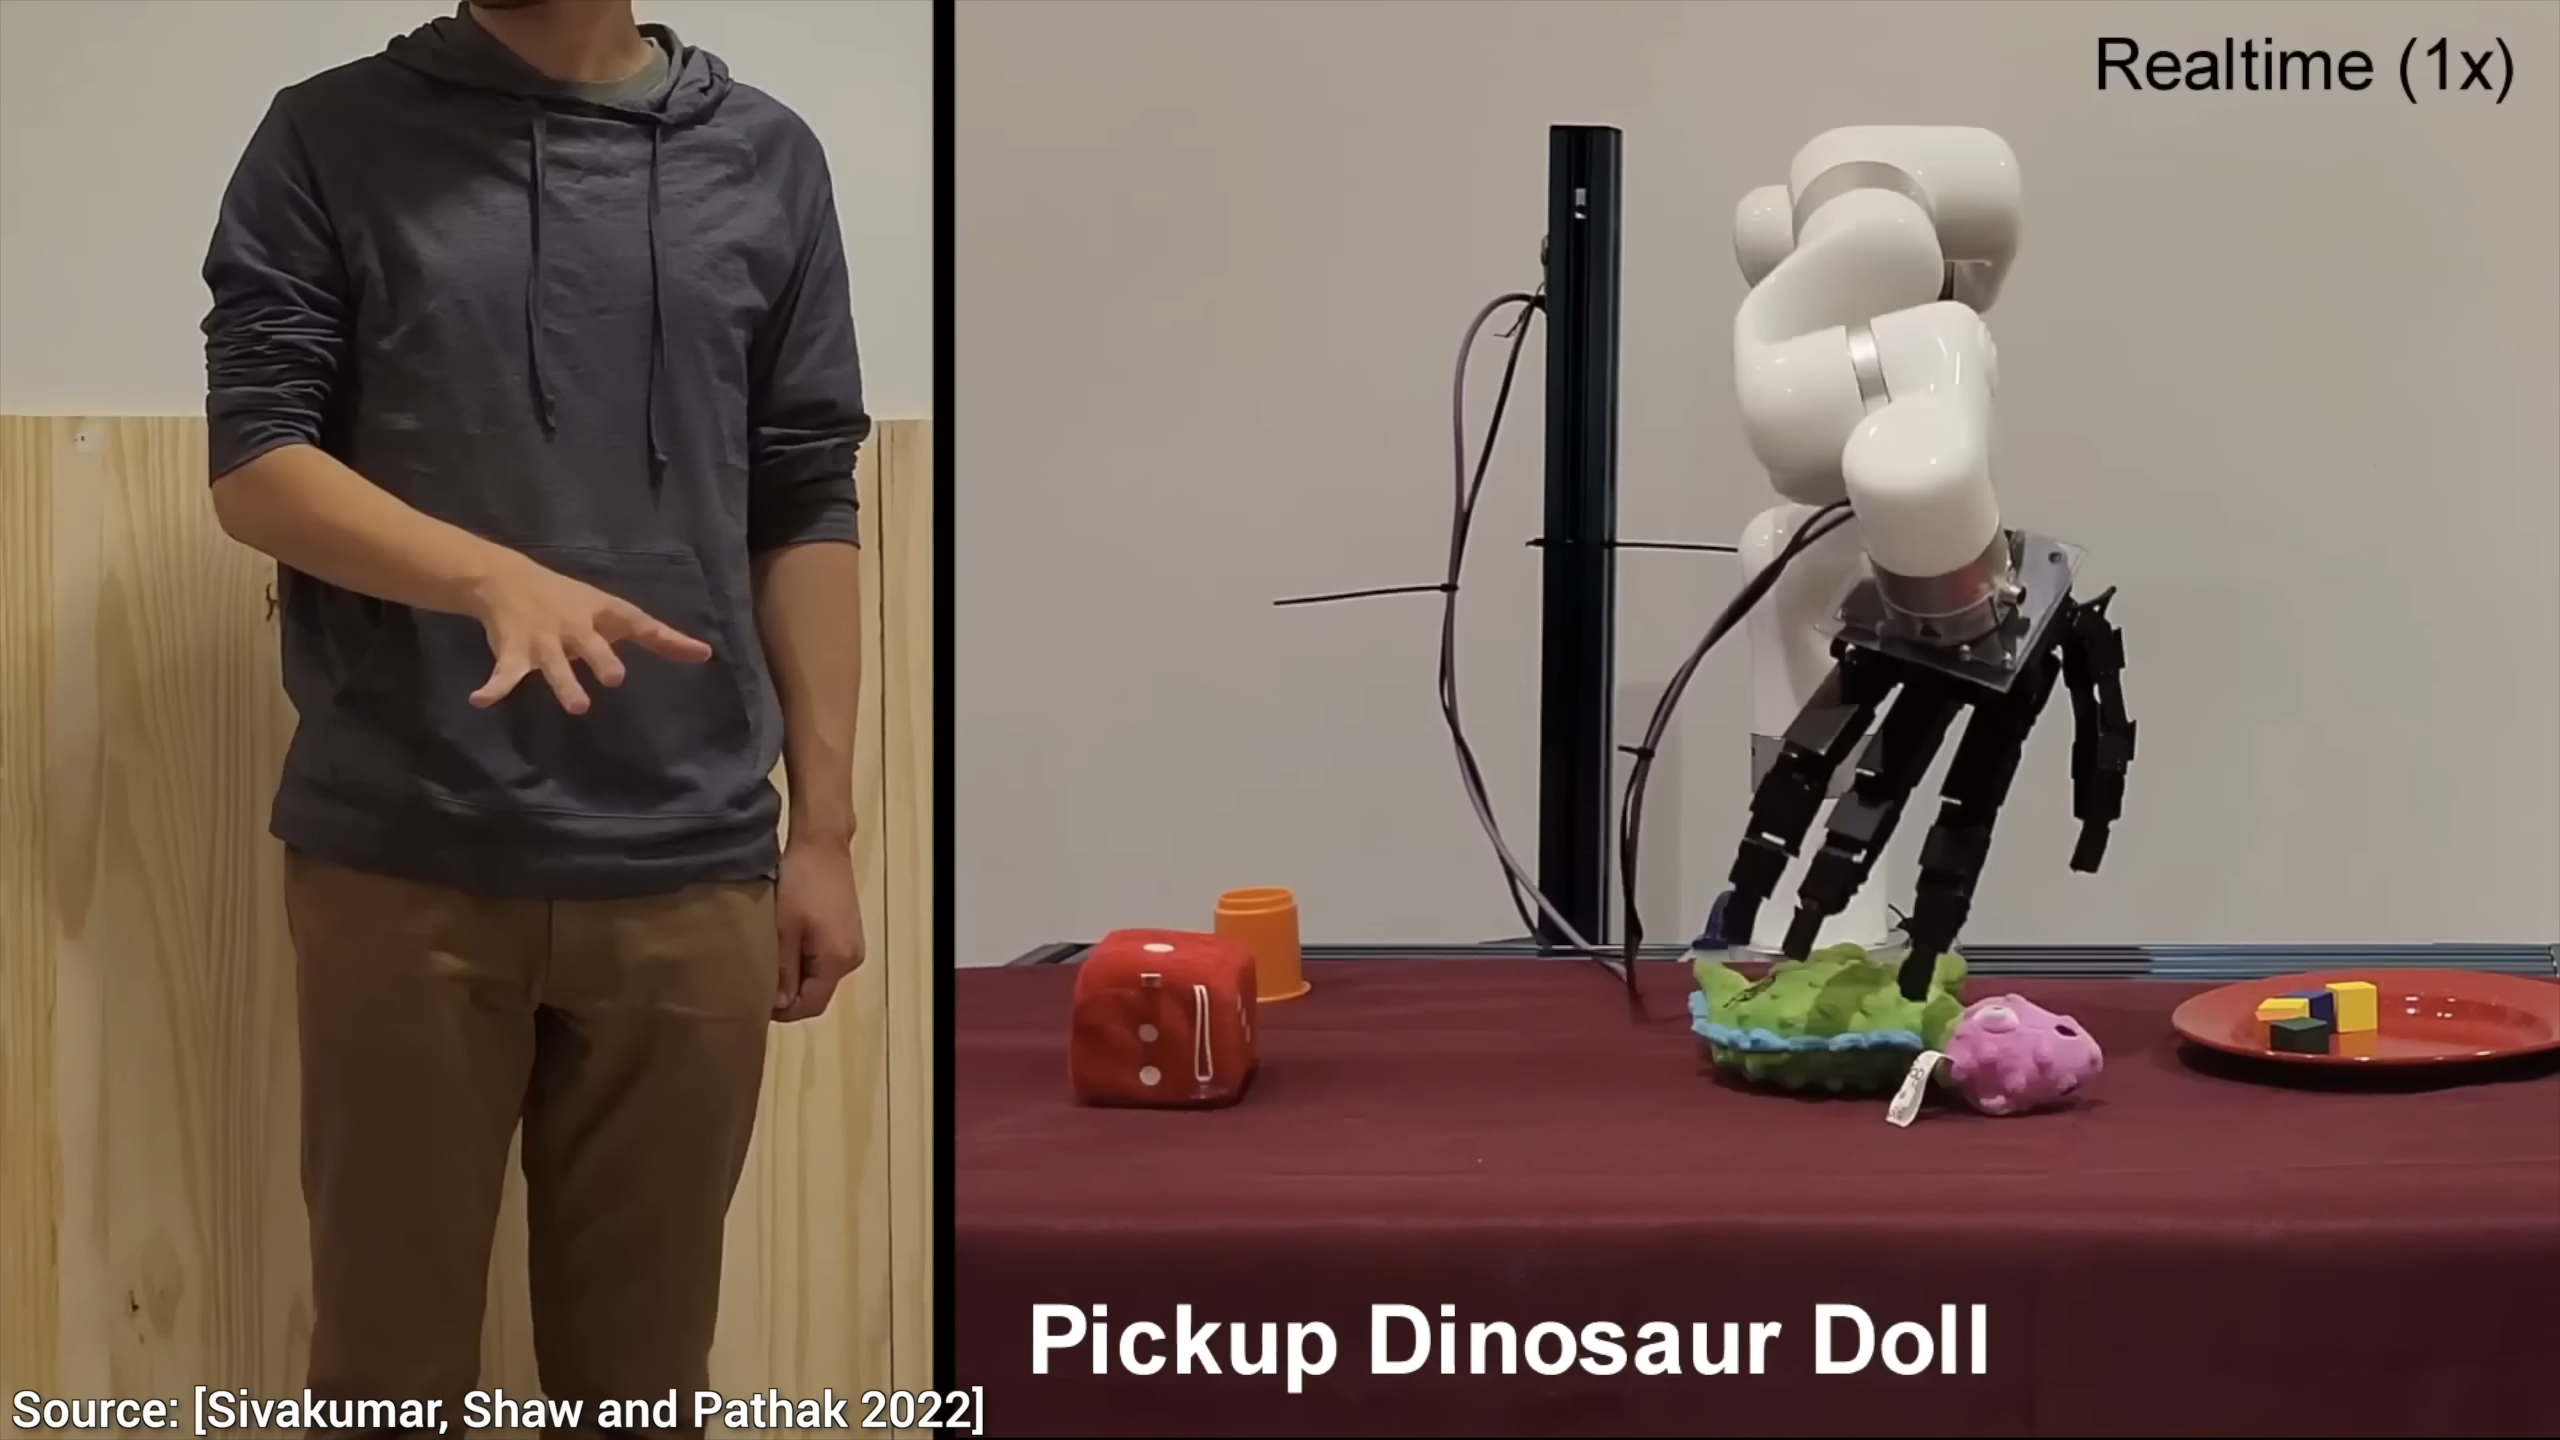 Realtime (1x)
Pickup Dinosaur Doll
Source: [Sivakumar, Shaw and Pathak 2022]